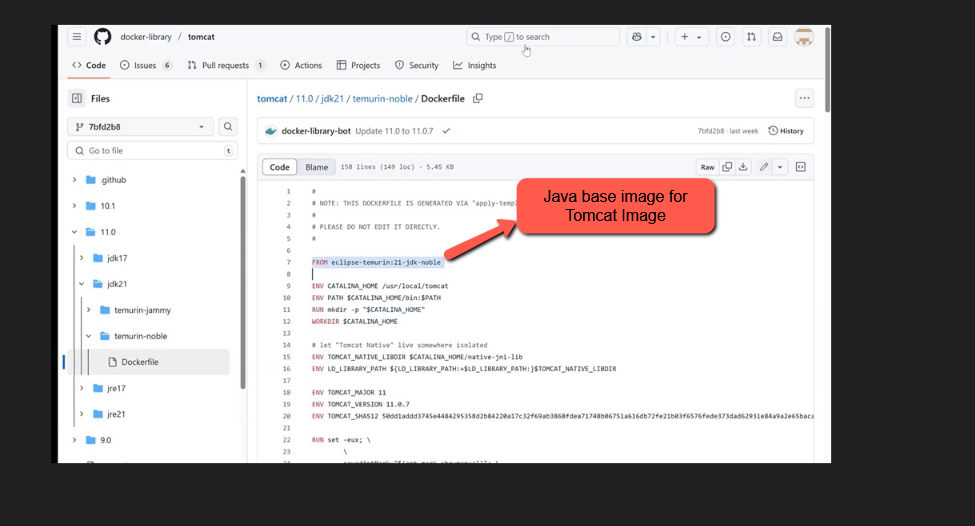 docker-library / tomcat
Type / to search
Code
Issues 6
Pull requests 1
Actions
Projects
Security
Insights
Files
tomcat / 11.0 / jdk21 / temurin-noble / Dockerfile
7bfd2b8
docker-library-bot Update 11.0 to 11.0.7
7bfd2b8 · last week
History
Go to file
t
Code
Blame
158 lines (149 loc) · 5.45 KB
Raw
.github
10.1
11.0
jdk17
jdk21
temurin-jammy
temurin-noble
Dockerfile
jre17
jre21
9.0
1 #
2 # NOTE: THIS DOCKERFILE IS GENERATED VIA
3 #
4 # PLEASE DO NOT EDIT IT DIRECTLY.
5 #
6
7 FROM eclipse-temurin:21-jdk-noble
8
9 ENV CATALINA_HOME /usr/local/tomcat
10 ENV PATH $CATALINA_HOME/bin:$PATH
11 RUN mkdir -p "$CATALINA_HOME"
12 WORKDIR $CATALINA_HOME
13
14 # let "Tomcat Native" live somewhere isolated
15 ENV TOMCAT_NATIVE_LIBDIR $CATALINA_HOME/native-jni-lib
16 ENV LD_LIBRARY_PATH ${LD_LIBRARY_PATH:+$LD_LIBRARY_PATH:}$TOMCAT_NATIVE_LIBDIR
17
18 ENV TOMCAT_MAJOR 11
19 ENV TOMCAT_VERSION 11.0.7
20 ENV TOMCAT_SHA512
21
22 RUN set -eux; \
23 \
Java base image for
Tomcat Image